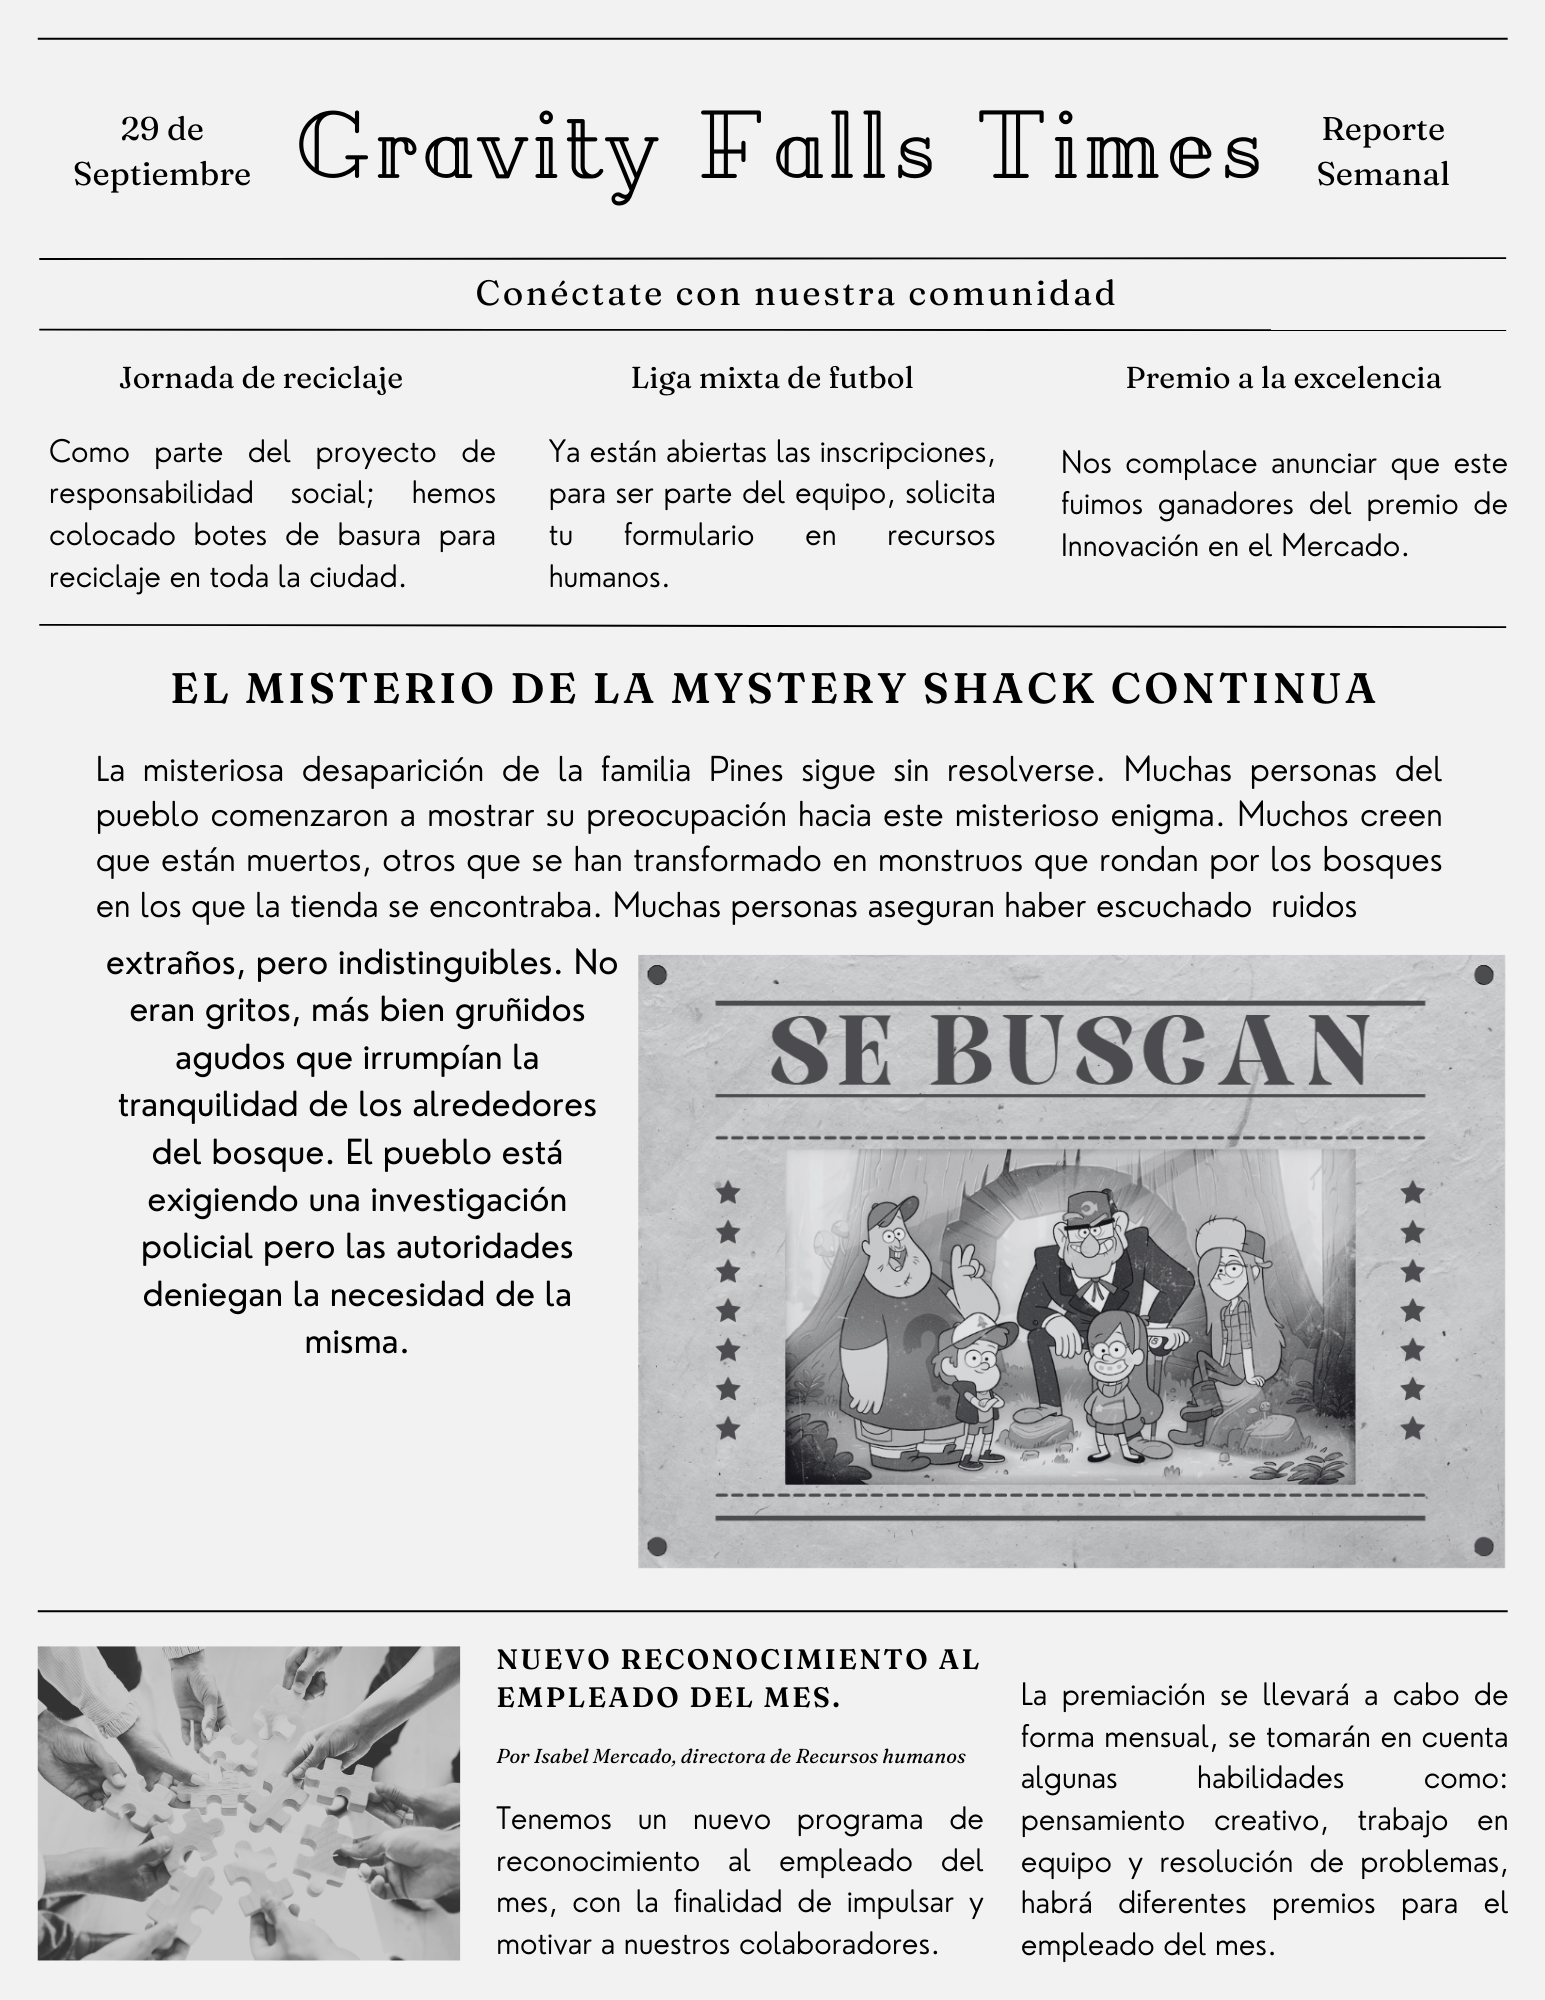 29 de
Septiembre
Gravity Falls Times
Reporte
Semanal
Conéctate con nuestra comunidad
Jornada de reciclaje
Como parte del proyecto de
responsabilidad social; hemos
colocado botes de basura para
reciclaje en toda la ciudad.
Liga mixta de futbol
Ya están abiertas las inscripciones,
para ser parte del equipo, solicita
tu formulario en recursos
humanos.
Premio a la excelencia
Nos complace anunciar que este
fuimos ganadores del premio de
Innovación en el Mercado.
EL MISTERIO DE LA MYSTERY SHACK CONTINUA
La misteriosa desaparición de la familia Pines sigue sin resolverse. Muchas personas del
pueblo comenzaron a mostrar su preocupación hacia este misterioso enigma. Muchos creen
que están muertos, otros que se han transformado en monstruos que rondan por los bosques
en los que la tienda se encontraba. Muchas personas aseguran haber escuchado ruidos
extraños, pero indistinguibles. No
eran gritos, más bien gruñidos
agudos que irrumpían la
tranquilidad de los alrededores
del bosque. El pueblo está
exigiendo una investigación
policial pero las autoridades
deniegan la necesidad de la
misma.
SE BUSCAN
NUEVO RECONOCIMIENTO AL
EMPLEADO DEL MES.
Por Isabel Mercado, directora de Recursos humanos
Tenemos un nuevo programa de
reconocimiento al empleado del
mes, con la finalidad de impulsar y
motivar a nuestros colaboradores.
La premiación se llevará a cabo de
forma mensual, se tomarán en cuenta
algunas habilidades como:
pensamiento creativo, trabajo en
equipo y resolución de problemas,
habrá diferentes premios para el
empleado del mes.